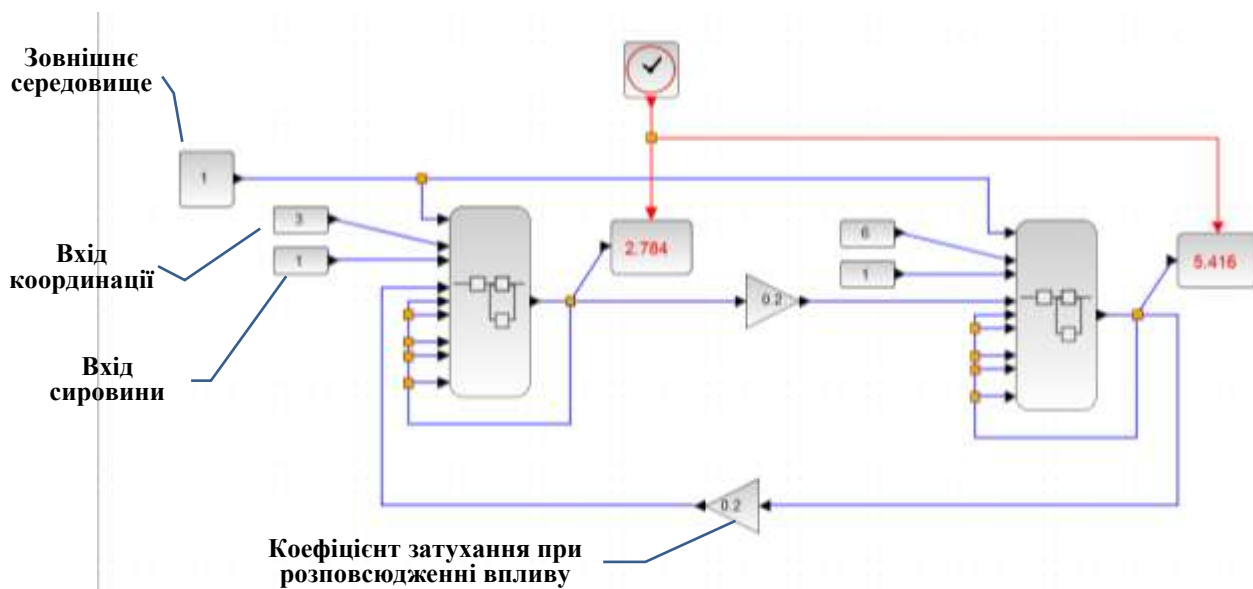 Зовнішнє
середовище
1
3
1
Вхід
координації
Вхід
сировини
2.784
0.2
6
1
5.416
0.2
Коефіцієнт затухання при
розповсюдженні впливу